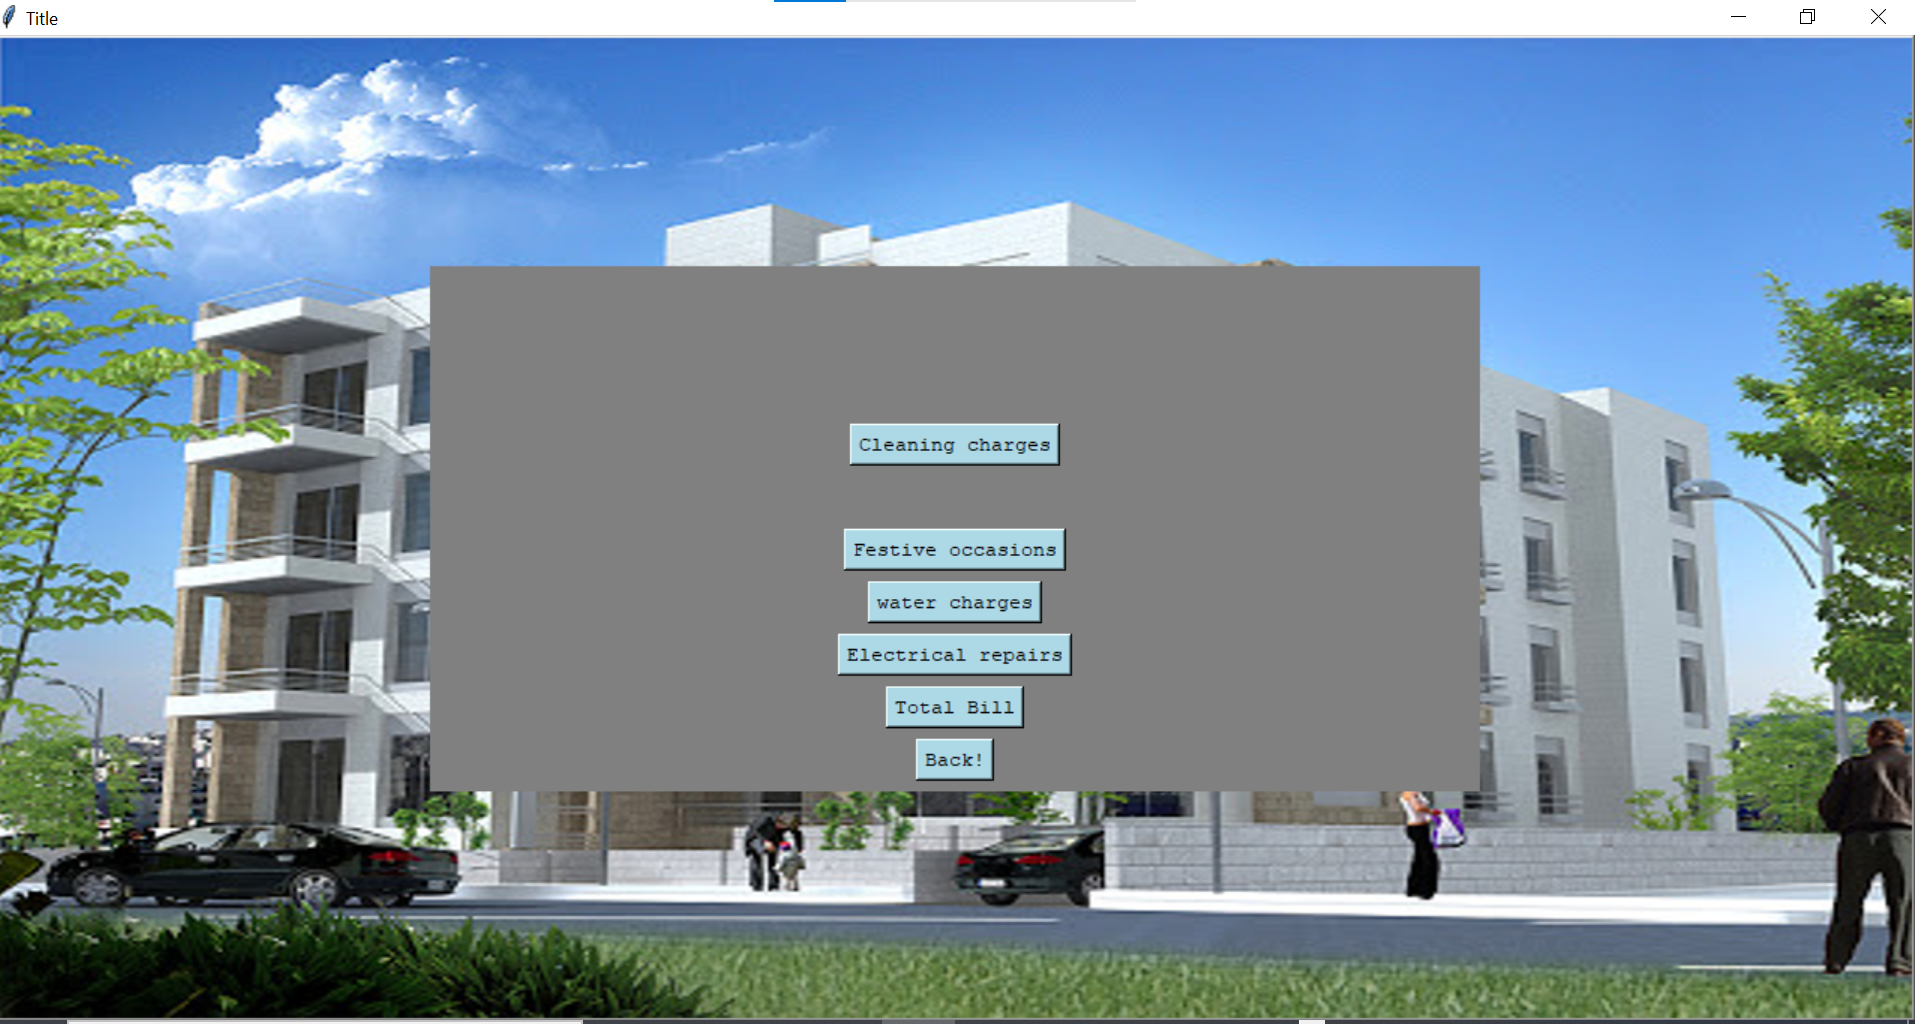 Title
Cleaning charges
Festive occasions
water charges
Electrical repairs
Total Bill
Back!